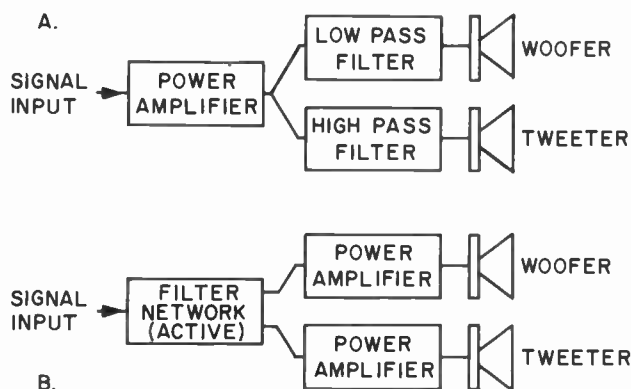 A.
SIGNAL
INPUT
POWER
AMPLIFIER
LOW PASS
FILTER
WOOFER
HIGH PASS
FILTER
TWEETER
SIGNAL
INPUT
FILTER
NETWORK
(ACTIVE)
POWER
AMPLIFIER
WOOFER
POWER
AMPLIFIER
TWEETER
B.